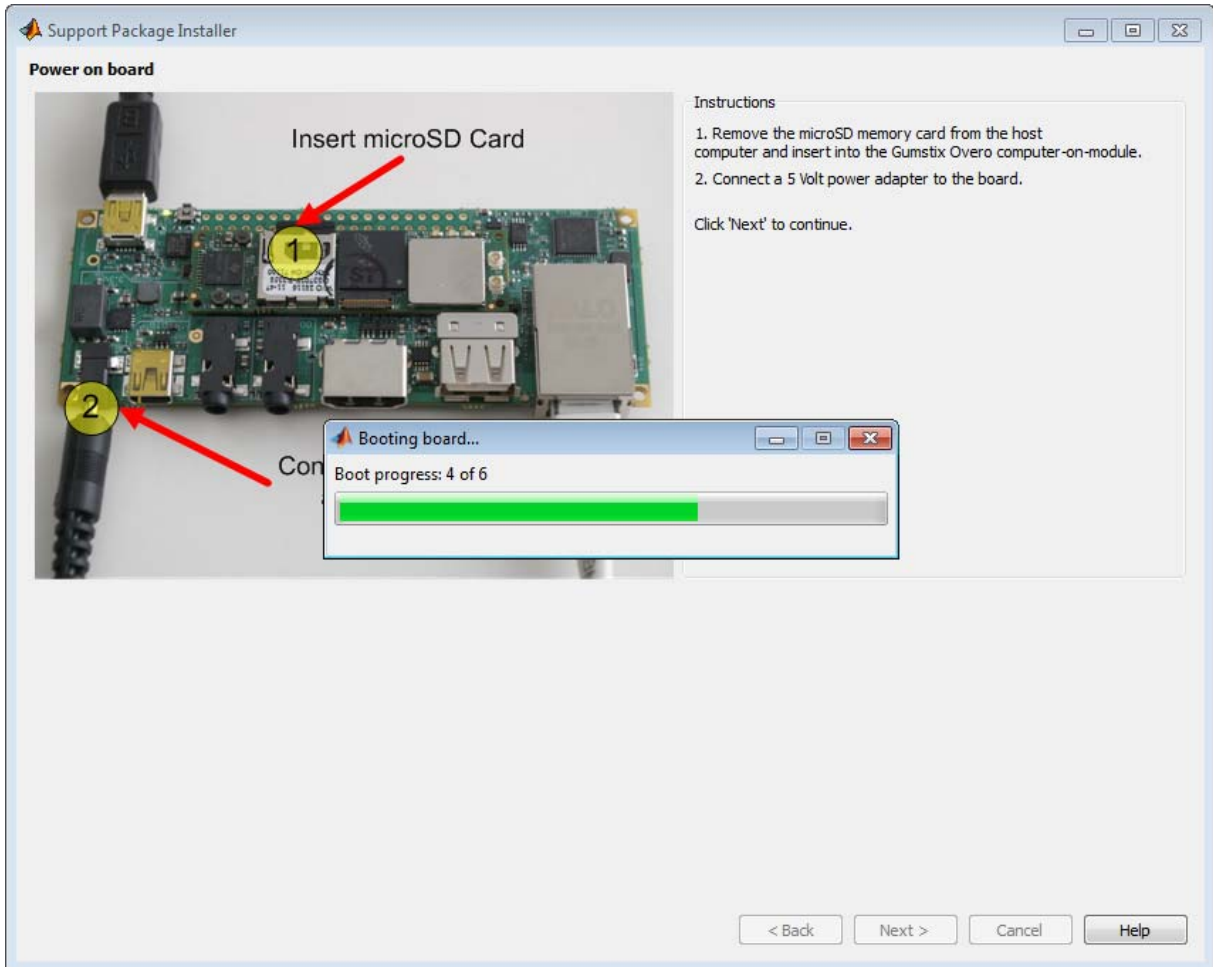 Support Package Installer
Power on board
Insert microSD Card
1
ST
2
Con
Instructions
1. Remove the microSD memory card from the host
computer and insert into the Gumstix Overo computer-on-module.
2. Connect a 5 Volt power adapter to the board.
Click 'Next' to continue.
Booting board...
Boot progress: 4 of 6
< Back
Next >
Cancel
Help